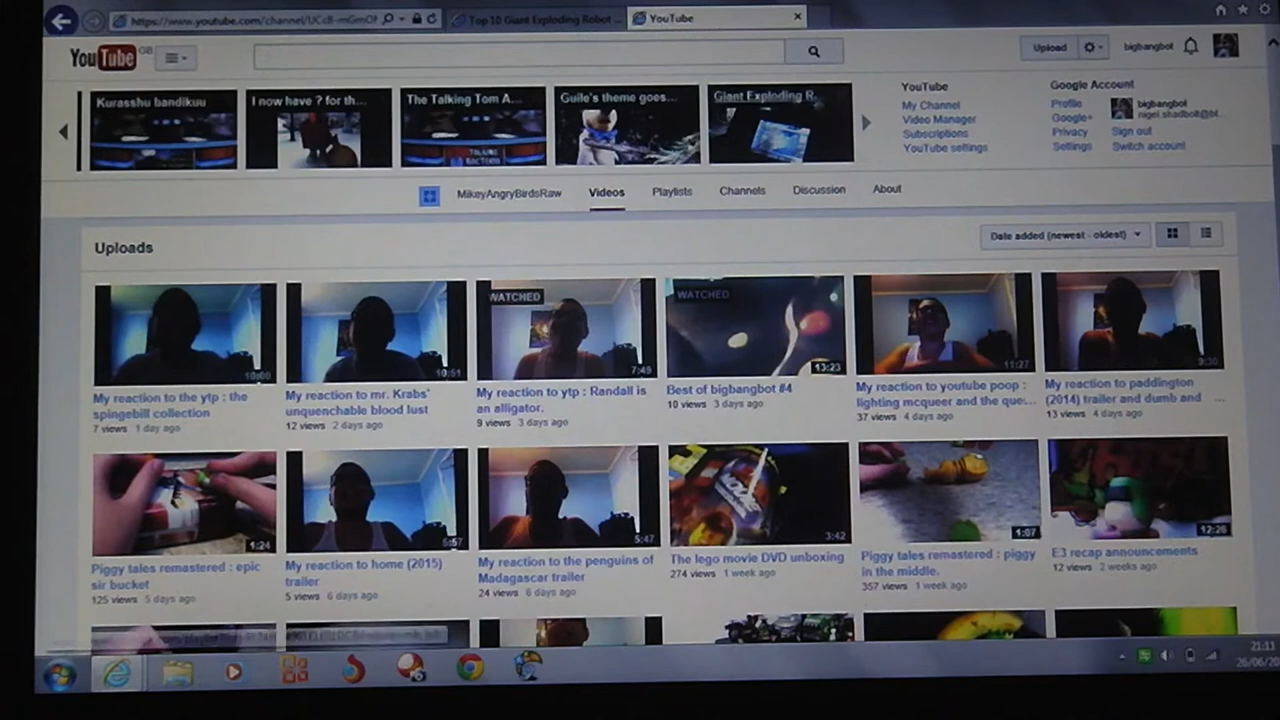 https://www.youtube.com/channel/UCcB-mGmOf
Top 10 Giant Exploding Robot ...
YouTube
YouTube GB
Upload
bigbangbot
Kurasshu bandikuu
I now have ? for th...
The Talking Tom A...
Guile's theme goes...
Giant Exploding R.
YouTube
My Channel
Video Manager
Subscriptions
YouTube settings
Google Account
Profile
Google+
Privacy
Settings
bigbangbot
nigel.shadbolt@bl...
Sign out
Switch account
MikeyAngryBirdsRaw
Videos
Playlists
Channels
Discussion
About
Uploads
Date added (newest - oldest)
10:00
10:51
WATCHED
7:49
WATCHED
13:23
11:27
9:30
My reaction to the ytp : the
spingebill collection
7 views 1 day ago
My reaction to mr. Krabs'
unquenchable blood lust
12 views 2 days ago
My reaction to ytp : Randall is
an alligator.
9 views 3 days ago
Best of bigbangbot #4
10 views 3 days ago
My reaction to youtube poop :
lighting mcqueer and the que...
37 views 4 days ago
My reaction to paddington
(2014) trailer and dumb and ...
13 views 4 days ago
1:24
5:57
5:47
3:42
1:07
12:26
Piggy tales remastered : epic
sir bucket
125 views 5 days ago
My reaction to home (2015)
trailer
5 views 6 days ago
My reaction to the penguins of
Madagascar trailer
24 views 6 days ago
The lego movie DVD unboxing
274 views 1 week ago
Piggy tales remastered : piggy
in the middle.
357 views 1 week ago
E3 recap announcements
12 views 2 weeks ago
21:11
26/06/20